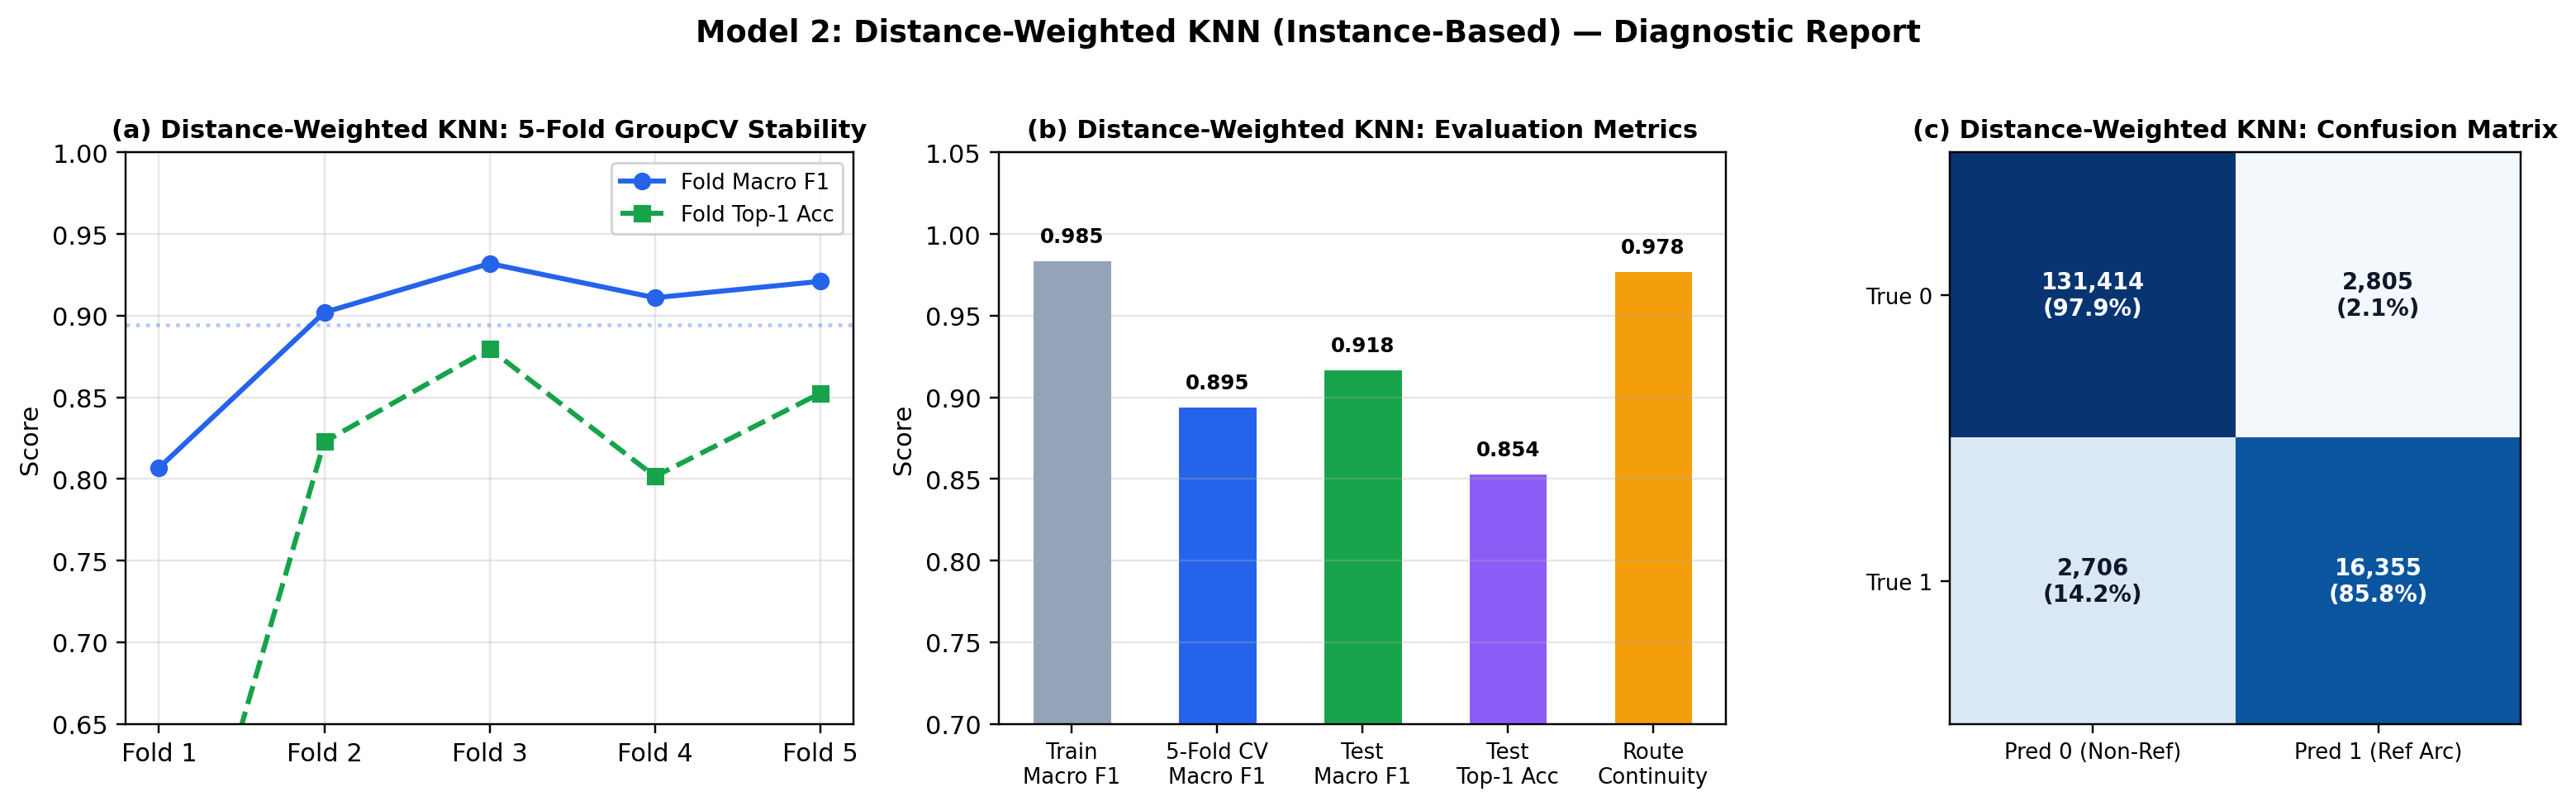 Model 2: Distance-Weighted KNN (Instance-Based) — Diagnostic Report
(a) Distance-Weighted KNN: 5-Fold GroupCV Stability
1.00
0.95
0.90
0.85
0.80
0.75
0.70
0.65
Score
Fold Macro F1
Fold Top-1 Acc
Fold 1
Fold 2
Fold 3
Fold 4
Fold 5
(b) Distance-Weighted KNN: Evaluation Metrics
1.05
1.00
0.95
0.90
0.85
0.80
0.75
0.70
Score
0.985
0.895
0.918
0.854
0.978
Train
Macro F1
5-Fold CV
Macro F1
Test
Macro F1
Test
Top-1 Acc
Route
Continuity
(c) Distance-Weighted KNN: Confusion Matrix
True 0
131,414
(97.9%)
2,805
(2.1%)
True 1
2,706
(14.2%)
16,355
(85.8%)
Pred 0 (Non-Ref)
Pred 1 (Ref Arc)